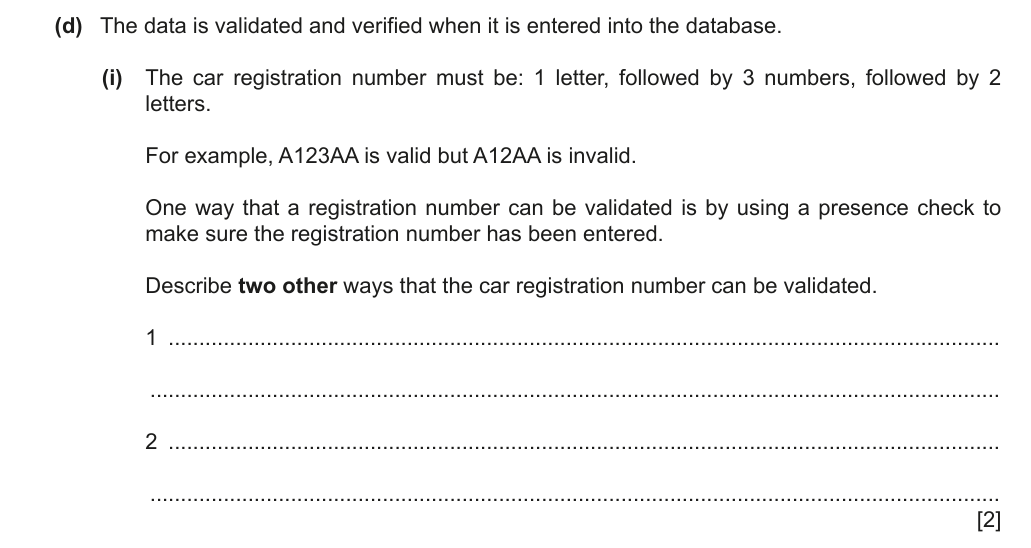 (d) The data is validated and verified when it is entered into the database.
(i) The car registration number must be: 1 letter, followed by 3 numbers, followed by 2
letters.
For example, A123AA is valid but A12AA is invalid.
One way that a registration number can be validated is by using a presence check to
make sure the registration number has been entered.
Describe two other ways that the car registration number can be validated.
1 ..........................................................................................................................................
..............................................................................................................................................
2 ..........................................................................................................................................
..............................................................................................................................................
[2]